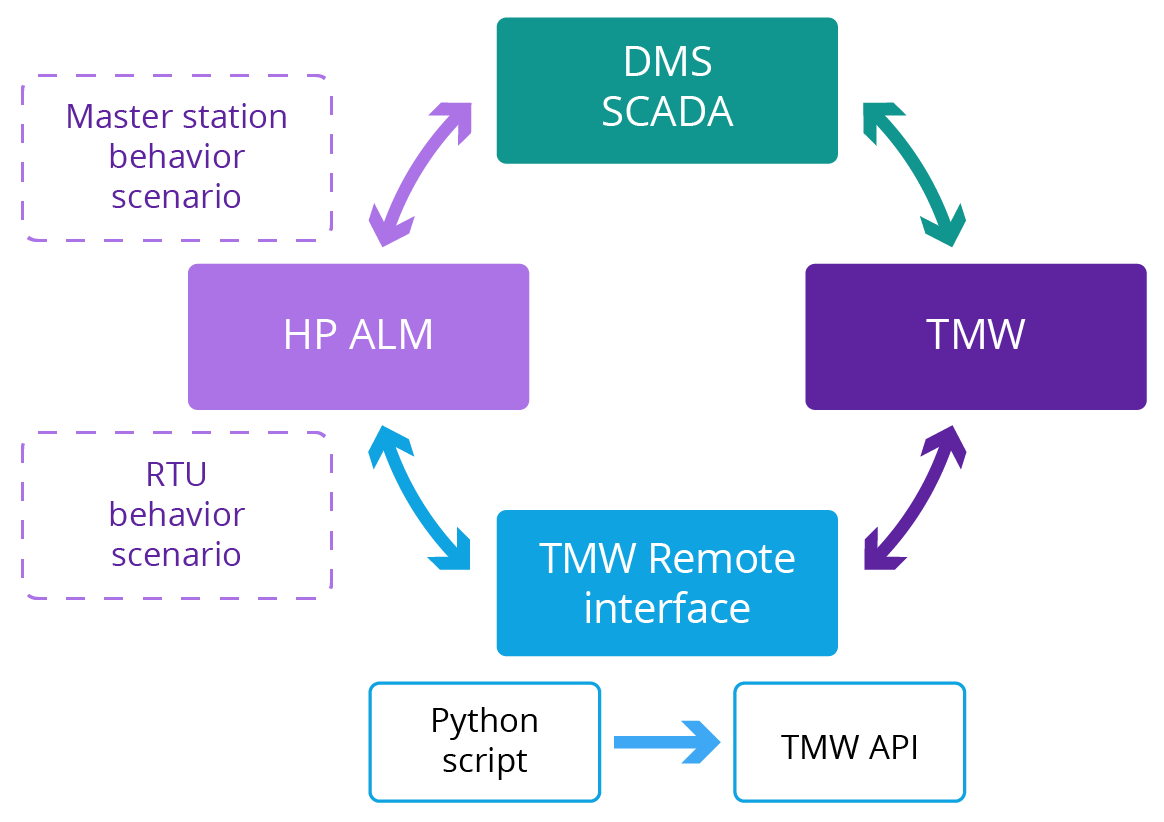 DMS
SCADA
Master station
behavior
scenario
HP ALM
TMW
RTU
behavior
scenario
TMW Remote
interface
Python
script
TMW API